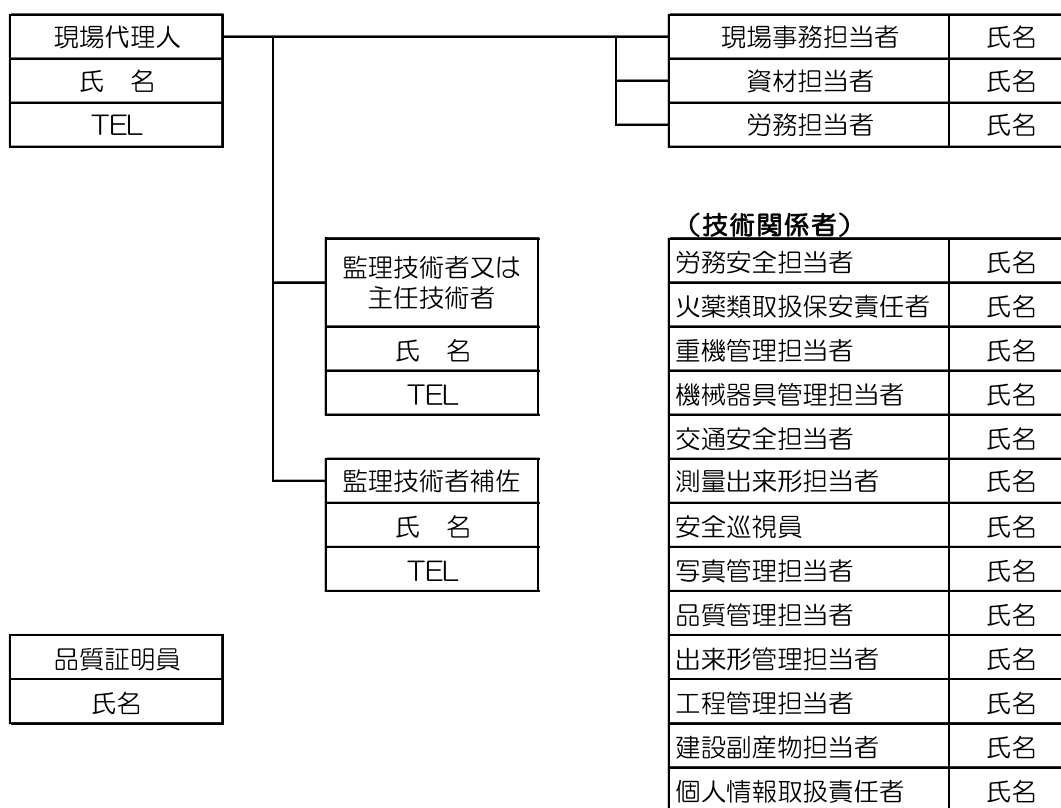 現場代理人
氏　名
TEL
現場事務担当者 氏名
資材担当者 氏名
労務担当者 氏名
監理技術者又は
主任技術者
氏　名
TEL
監理技術者補佐
氏　名
TEL
品質証明員
氏名
（技術関係者）
労務安全担当者 氏名
火薬類取扱保安責任者 氏名
重機管理担当者 氏名
機械器具管理担当者 氏名
交通安全担当者 氏名
測量出来形担当者 氏名
安全巡視員 氏名
写真管理担当者 氏名
品質管理担当者 氏名
出来形管理担当者 氏名
工程管理担当者 氏名
建設副産物担当者 氏名
個人情報取扱責任者 氏名